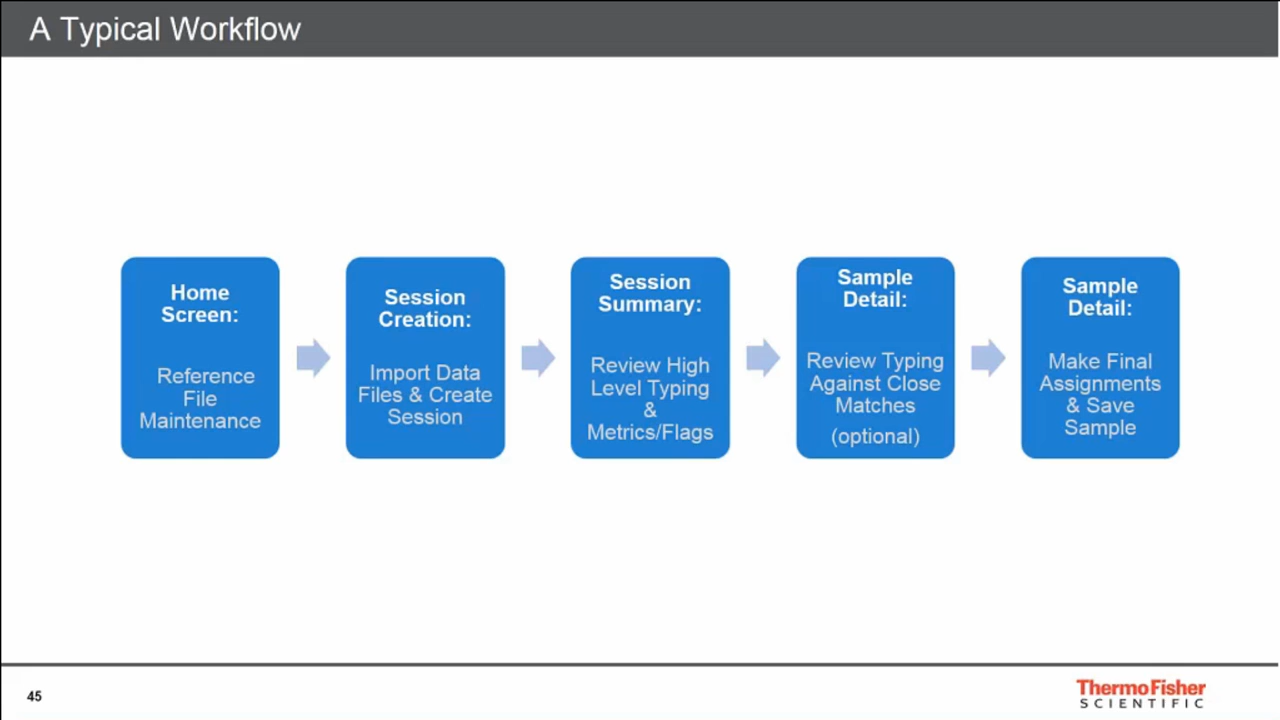 A Typical Workflow
Home
Screen:
Reference
File
Maintenance
Session
Creation:
Import Data
Files & Create
Session
Session
Summary:
Review High
Level Typing
&
Metrics/Flags
Sample
Detail:
Review Typing
Against Close
Matches
(optional)
Sample
Detail:
Make Final
Assignments
& Save
Sample
45
ThermoFisher
SCIENTIFIC